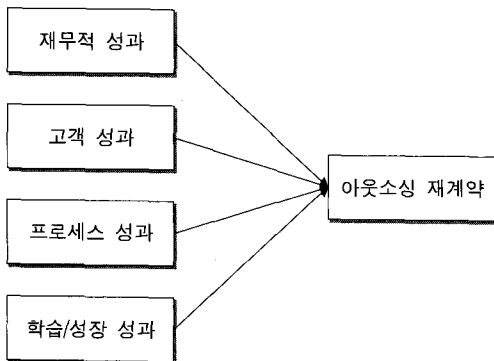 재무적 성과
고객 성과
프로세스 성과
아웃소싱 재계약
학습/성장 성과